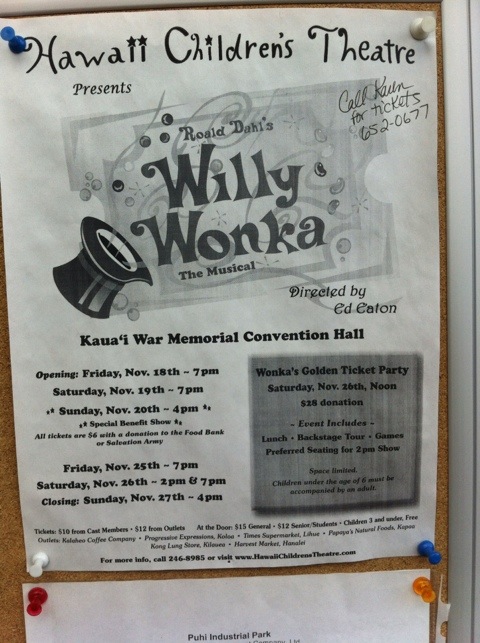 Hawaii Children's Theatre
Presents
Call Karen
for tickets
652-0677
Roald Dahl's
Willy
Wonka
The Musical
Directed by
Ed Eaton
Kaua'i War Memorial Convention Hall
Opening: Friday, Nov. 18th ~ 7pm
Saturday, Nov. 19th ~ 7pm
** Sunday, Nov. 20th ~ 4pm **
** Special Benefit Show **
All tickets are $6 with a donation to the Food Bank
or Salvation Army
Friday, Nov. 25th ~ 7pm
Saturday, Nov. 26th ~ 2pm & 7pm
Closing: Sunday, Nov. 27th ~ 4pm
Wonka's Golden Ticket Party
Saturday, Nov. 26th, Noon
$28 donation
~ Event Includes ~
Lunch • Backstage Tour • Games
Preferred Seating for 2pm Show
Space limited.
Children under the age of 6 must be
accompanied by an adult.
Tickets: $10 from Cast Members • $12 from Outlets At the Door: $15 General • $12 Senior/Students • Children 3 and under, Free
Outlets: Kalaheo Coffee Company • Progressive Expressions, Koloa • Times Supermarket, Lihue • Papaya's Natural Foods, Kapaa
Kong Lung Store, Kilauea • Harvest Market, Hanalei
For more info, call 246-8985 or visit www.HawaiiChildrensTheatre.com
Puhi Industrial Park